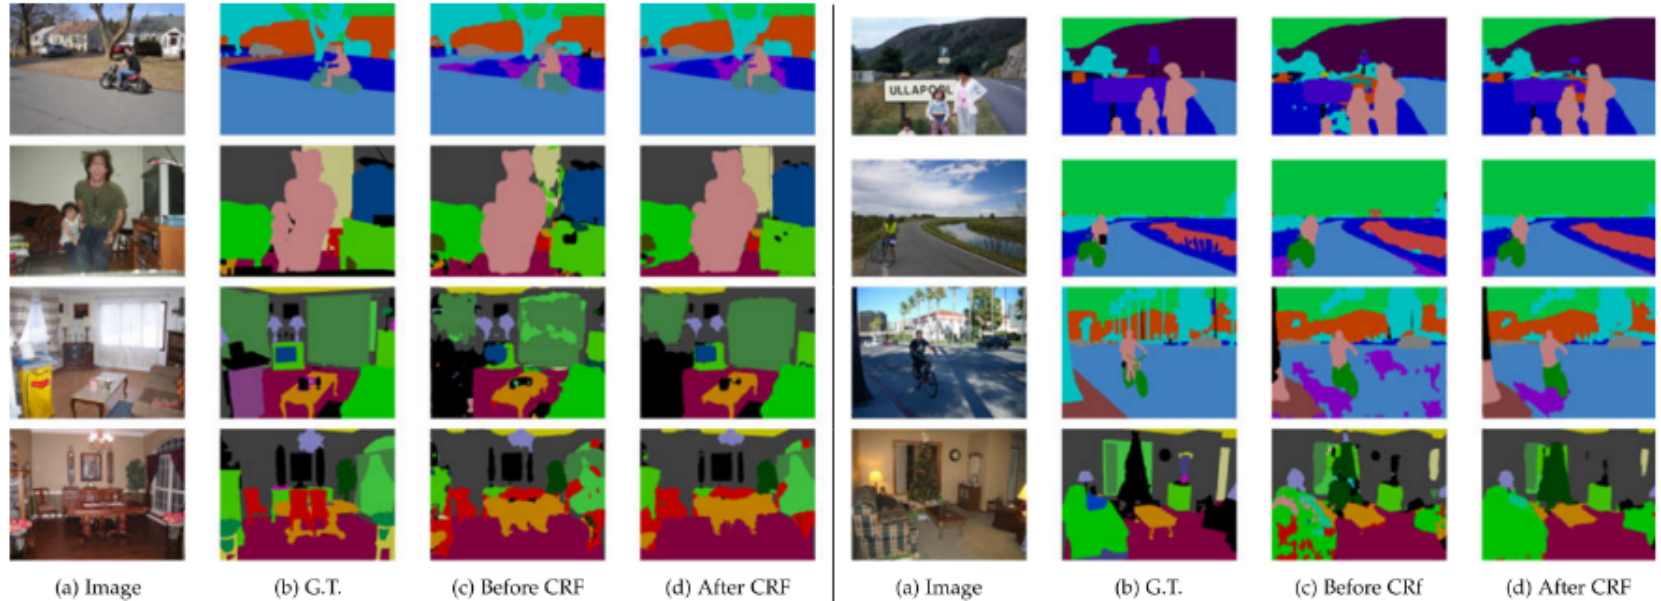 ULLAPOOL
(a) Image
(b) G.T.
(c) Before CRF
(d) After CRF
(a) Image
(b) G.T.
(c) Before CRf
(d) After CRF